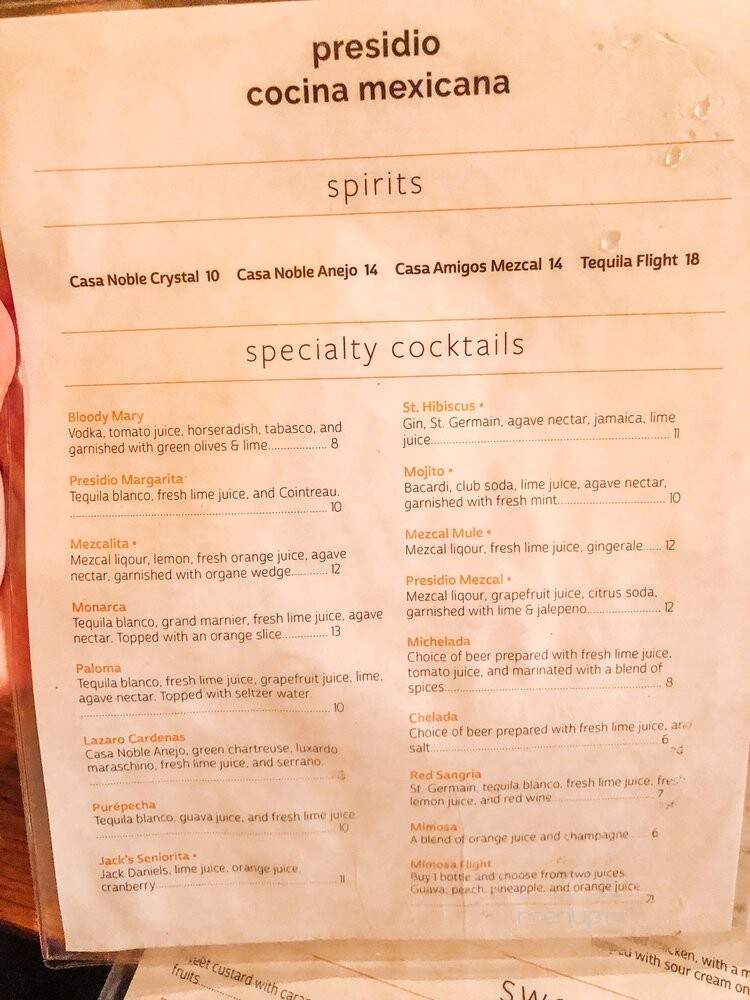 presidio
cocina mexicana
spirits
Casa Noble Crystal 10 Casa Noble Anejo 14 Casa Amigos Mezcal 14 Tequila Flight 18
specialty cocktails
Bloody Mary
Vodka, tomato juice, horseradish, tabasco, and
garnished with green olives & lime.................. 8
Presidio Margarita
Tequila blanco, fresh lime juice, and Cointreau.
.................. 10
Mezcalita •
Mezcal liqour, lemon, fresh orange juice, agave
nectar, garnished with organe wedge............ 12
Monarca
Tequila blanco, grand marnier, fresh lime juice, agave
nectar. Topped with an orange slice.............. 13
Paloma
Tequila blanco, fresh lime juice, grapefruit juice, lime,
agave nectar. Topped with seltzer water.
.................. 10
Lazaro Cardenas
Casa Noble Anejo, green chartreuse, luxardo
maraschino, fresh lime juice, and serrano.
Purépecha
Tequila blanco, guava juice, and fresh lime juice
.................. 10
Jack's Seniorita •
Jack Daniels, lime juice, orange juice,
cranberry.................. 11
St. Hibiscus •
Gin, St. Germain, agave nectar, jamaica, lime
juice.................. 11
Mojito •
Bacardi, club soda, lime juice, agave nectar,
garnished with fresh mint.................. 10
Mezcal Mule •
Mezcal liqour, fresh lime juice, gingerale...... 12
Presidio Mezcal •
Mezcal liqour, grapefruit juice, citrus soda,
garnished with lime & jalepeno.................. 12
Michelada
Choice of beer prepared with fresh lime juice,
tomato juice, and marinated with a blend of
spices.................. 8
Chelada
Choice of beer prepared with fresh lime juice, and
salt.................. 6
Red Sangria
St. Germain, tequila blanco, fresh lime juice, fresh
lemon juice, and red wine.................. 7
Mimosa
A blend of orange juice and champagne...... 6
Mimosa Flight
Buy 1 bottle and choose from two juices.
Guava, peach, pineapple, and orange juice.
.................. 21
custard with
fruits
with a
with sour cream on